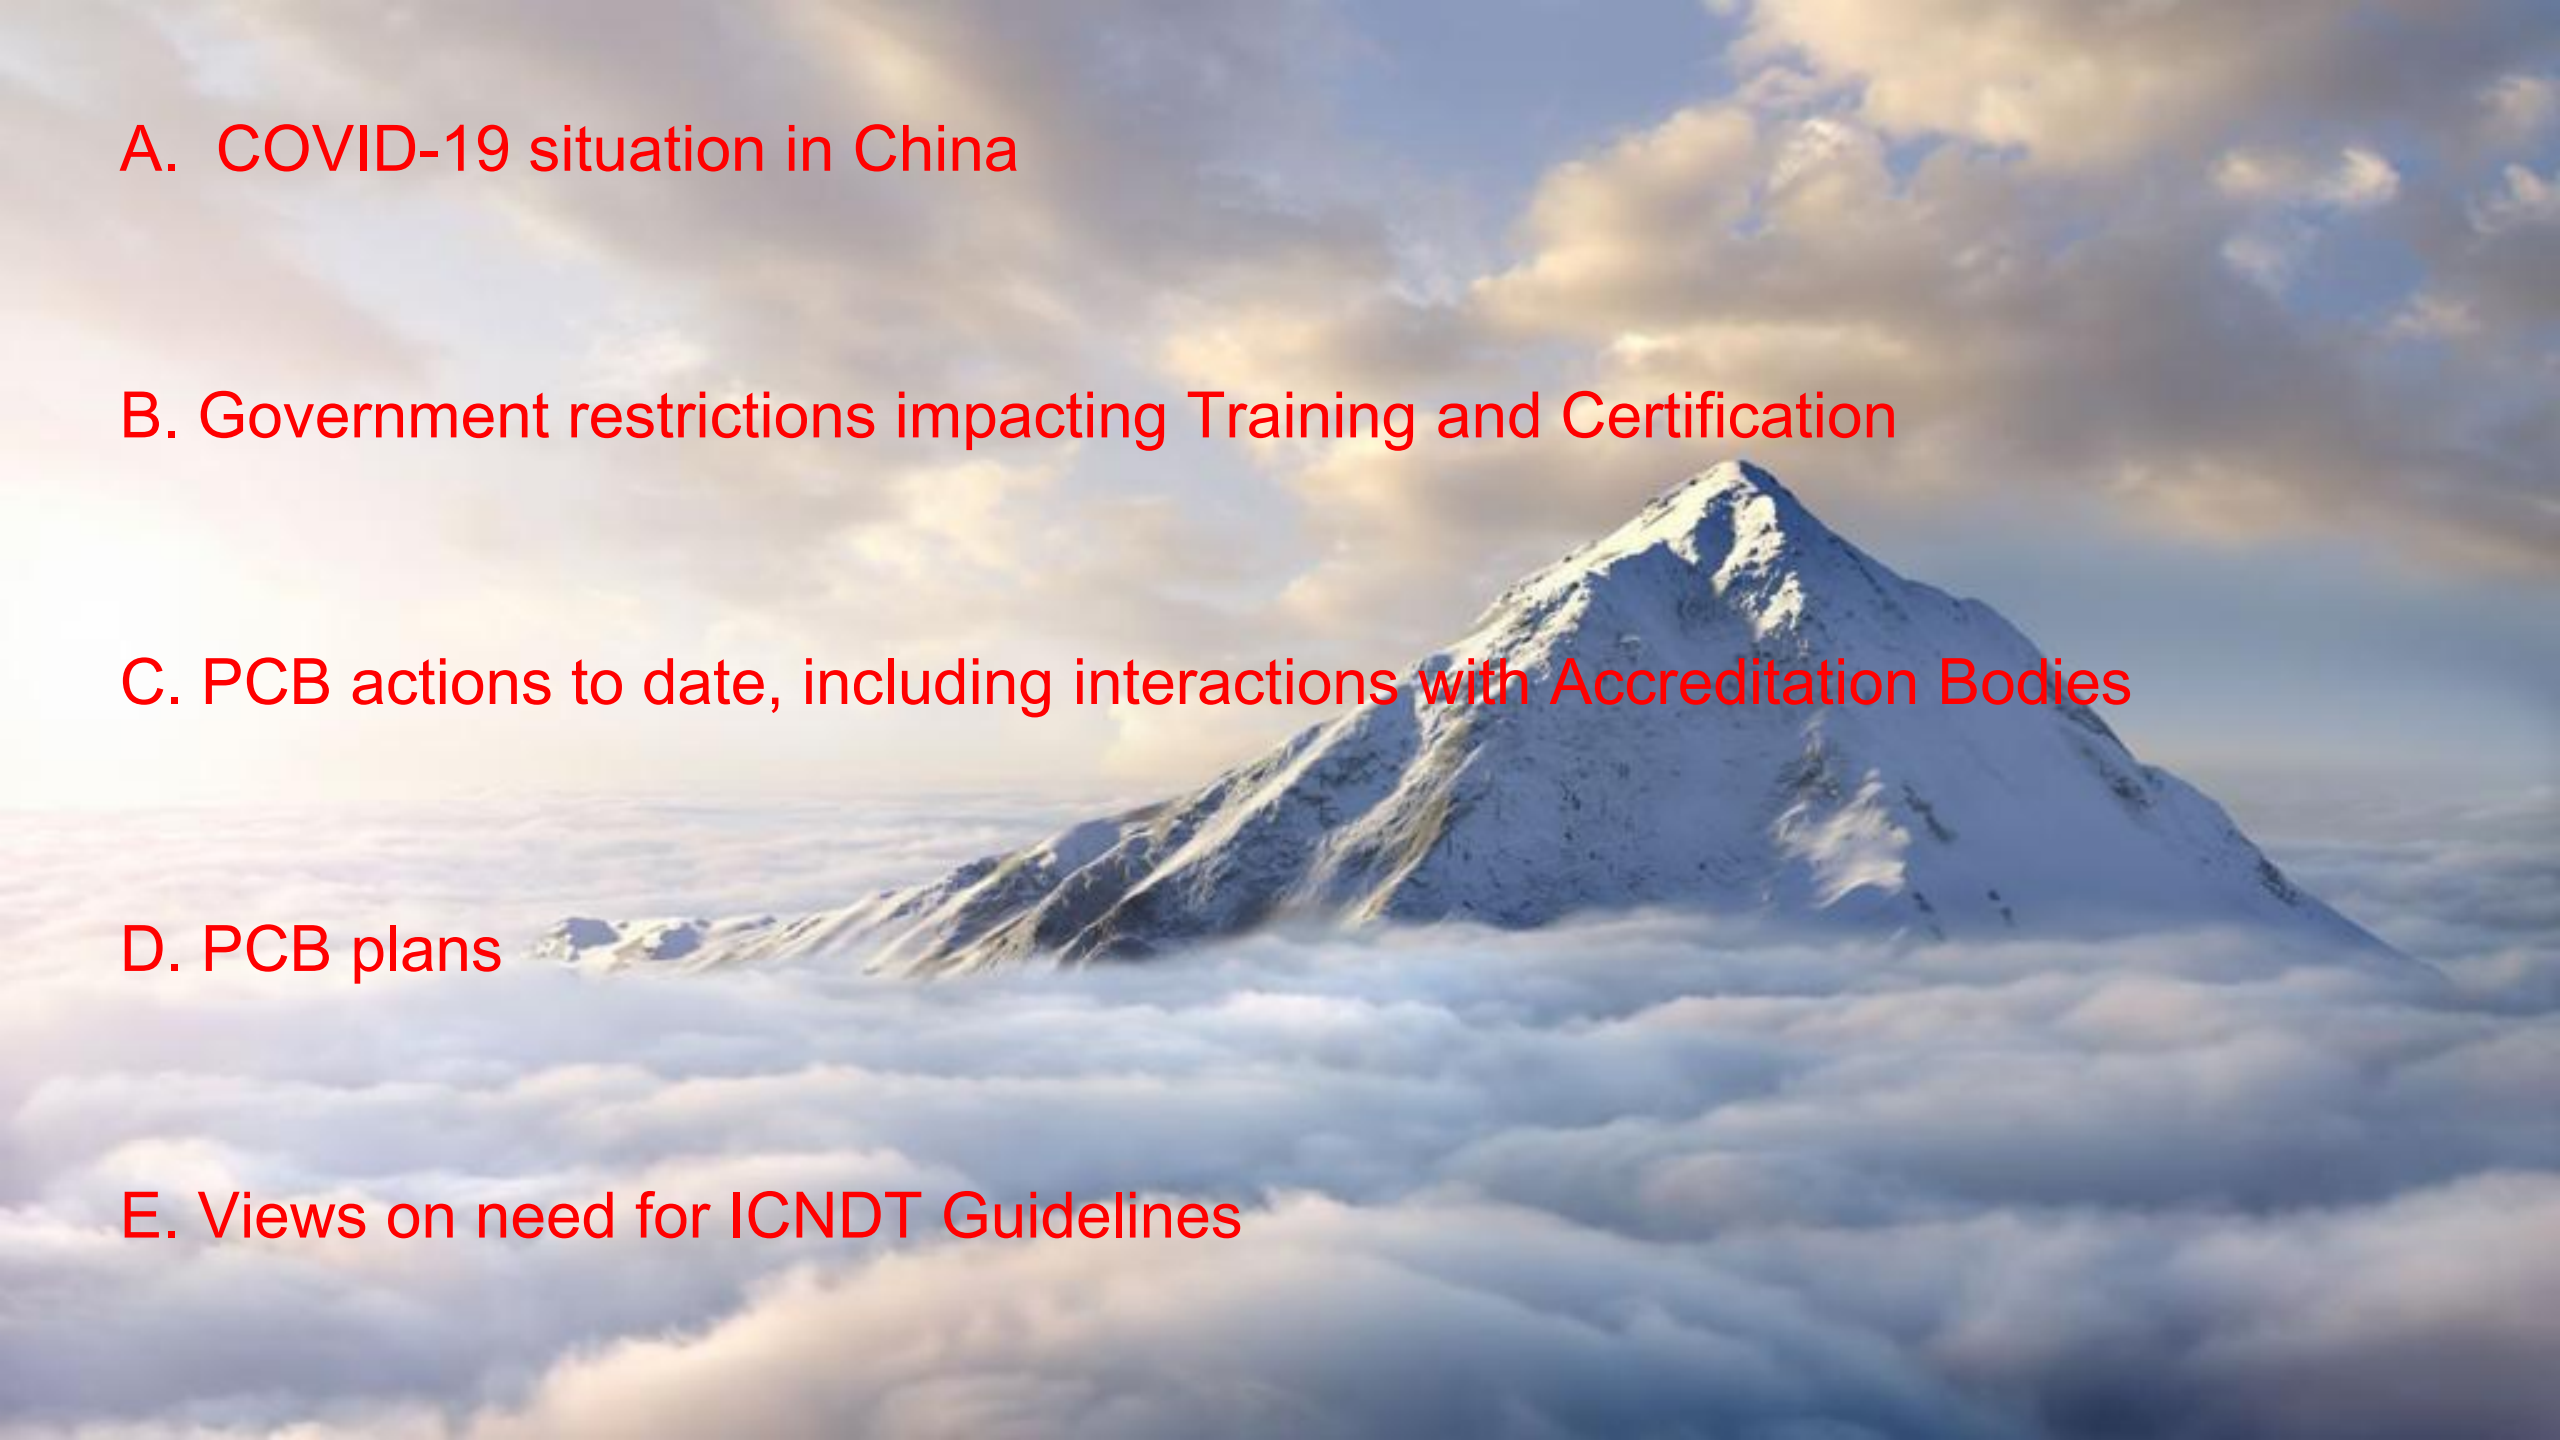 A. COVID-19 situation in China
B. Government restrictions impacting Training and Certification
C. PCB actions to date, including interactions with Accreditation Bodies
D. PCB plans
E. Views on need for ICNDT Guidelines